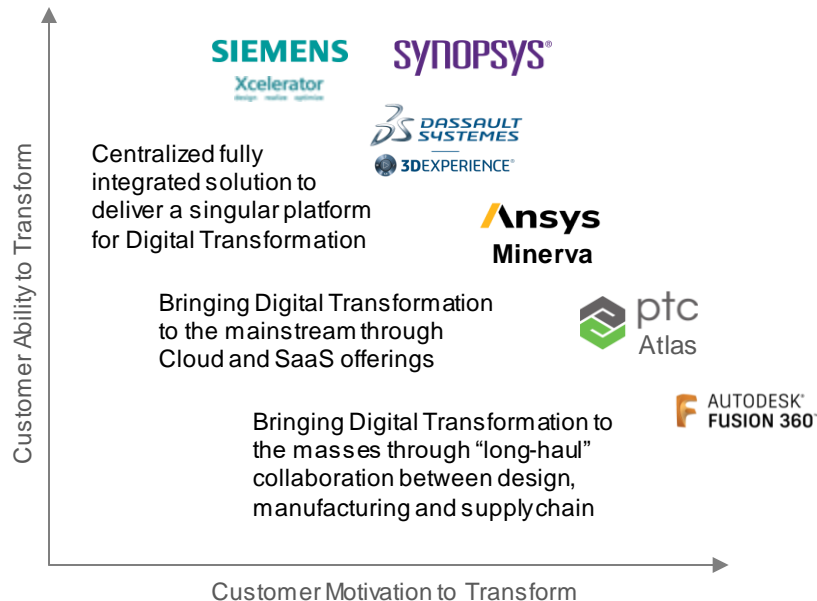 SIEMENS
Xcelerator
design realize optimize
SYNOPSYS®
DASSAULT
SYSTEMES
3DEXPERIENCE®
Centralized fully
integrated solution to
deliver a singular platform
for Digital Transformation
Ansys
Minerva
Bringing Digital Transformation
to the mainstream through
Cloud and SaaS offerings
ptc
Atlas
AUTODESK®
FUSION 360™
Bringing Digital Transformation to
the masses through “long-haul”
collaboration between design,
manufacturing and supply chain
Customer Ability to Transform
Customer Motivation to Transform